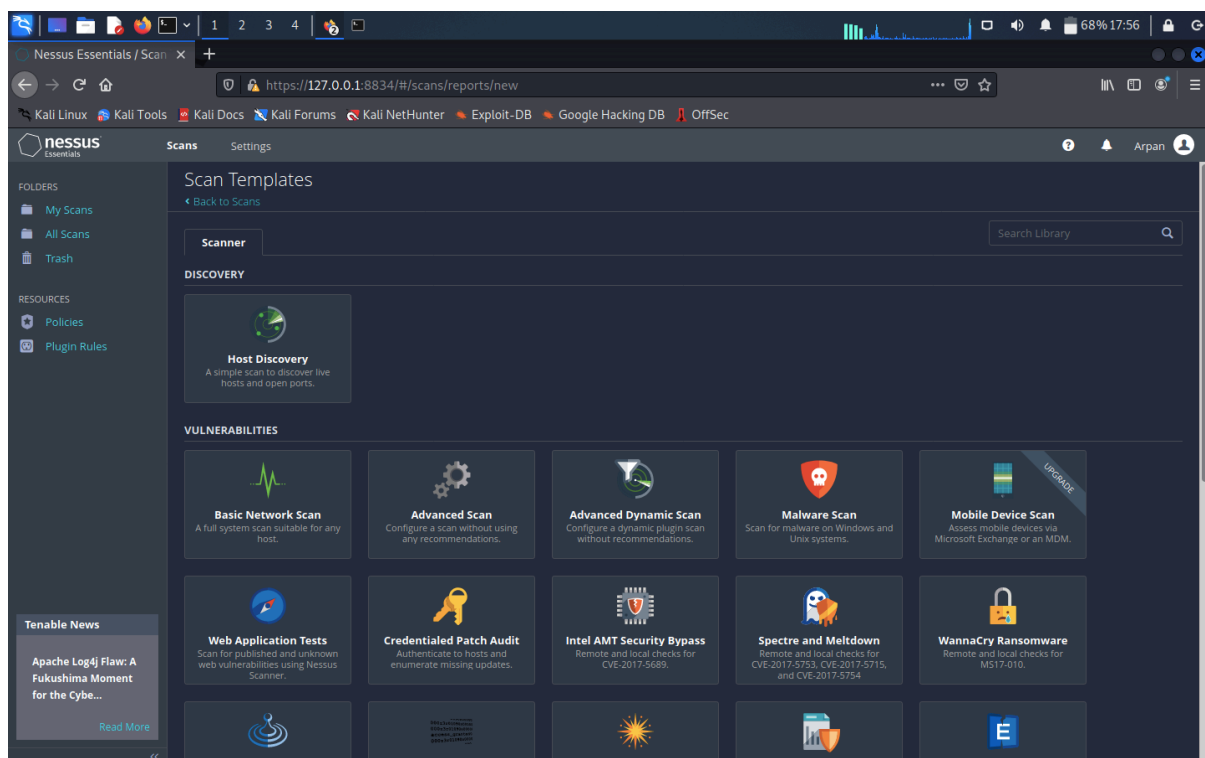 1 2 3 4 2 68% 17:56
Nessus Essentials / Scan
https://127.0.0.1:8834/#/scans/reports/new
Kali Linux Kali Tools Kali Docs Kali Forums Kali NetHunter Exploit-DB Google Hacking DB OffSec
nessus Essentials Scans Settings Arpan
FOLDERS
My Scans
All Scans
Trash
RESOURCES
Policies
Plugin Rules
Tenable News
Apache Log4j Flaw: A
Fukushima Moment
for the Cybe...
Read More
Scan Templates
Back to Scans
Scanner
Search Library
DISCOVERY
Host Discovery
A simple scan to discover live
hosts and open ports.
VULNERABILITIES
Basic Network Scan
A full system scan suitable for any
host.
Advanced Scan
Configure a scan without using
any recommendations.
Advanced Dynamic Scan
Configure a dynamic plugin scan
without recommendations.
Malware Scan
Scan for malware on Windows and
Unix systems.
UPGRADE
Mobile Device Scan
Assess mobile devices via
Microsoft Exchange or an MDM.
Web Application Tests
Scan for published and unknown
web vulnerabilities using Nessus
Scanner.
Credentialed Patch Audit
Authenticate to hosts and
enumerate missing updates.
Intel AMT Security Bypass
Remote and local checks for
CVE-2017-5689.
Spectre and Meltdown
Remote and local checks for
CVE-2017-5753, CVE-2017-5715,
and CVE-2017-5754
WannaCry Ransomware
Remote and local checks for
MS17-010.
E